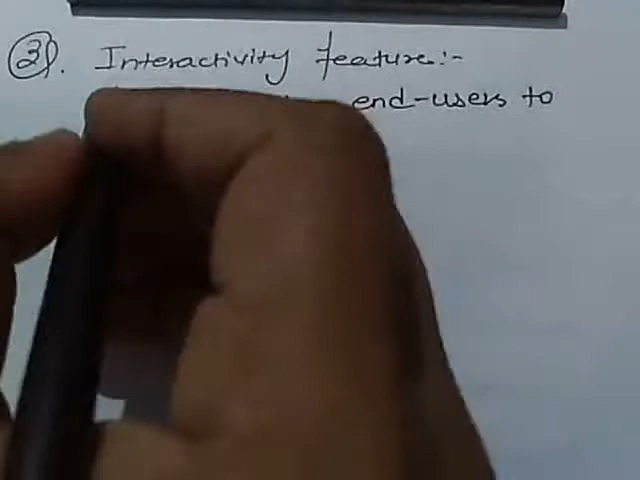 3). Interactivity feature:-
end-users to